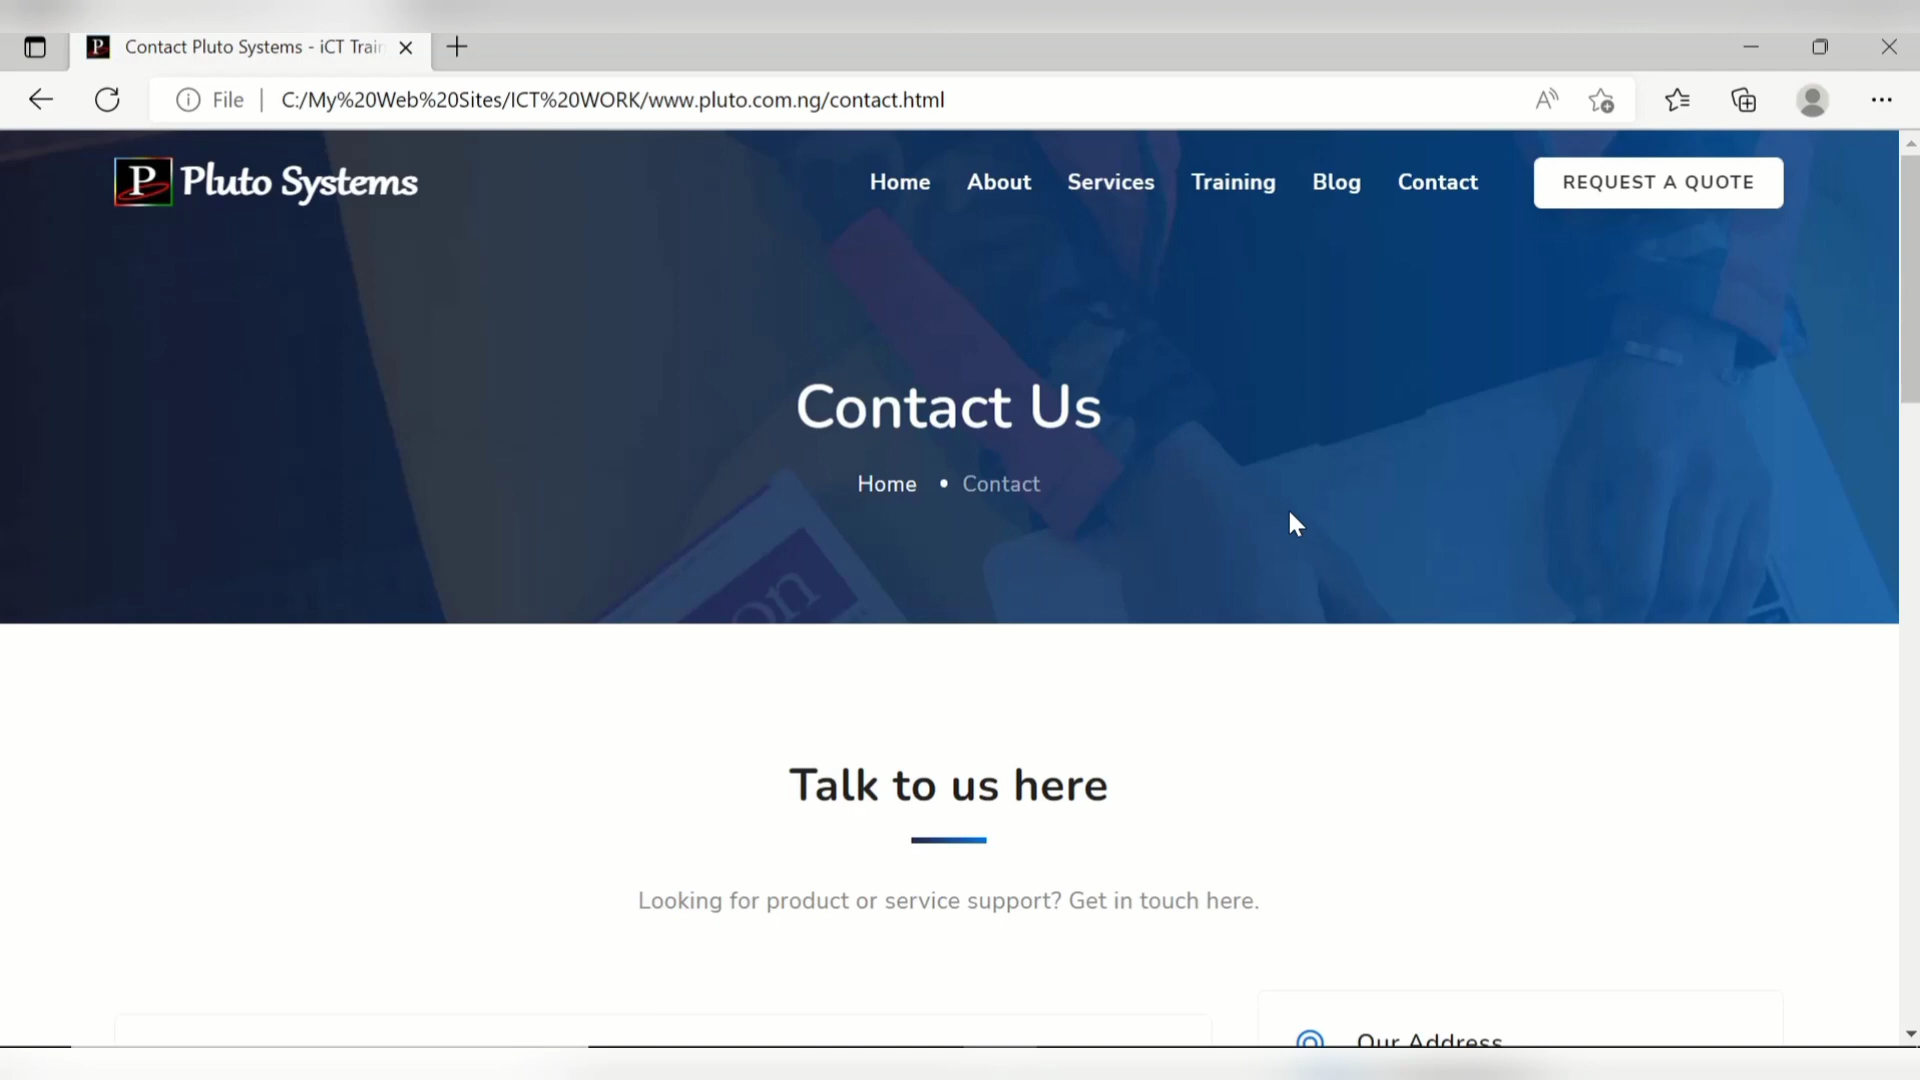 Contact Pluto Systems - iCT Train
File
C:/My%20Web%20Sites/ICT%20WORK/www.pluto.com.ng/contact.html
P Pluto Systems
Home About Services Training Blog Contact REQUEST A QUOTE
Contact Us
Home • Contact
on
Talk to us here
Looking for product or service support? Get in touch here.
Our Address